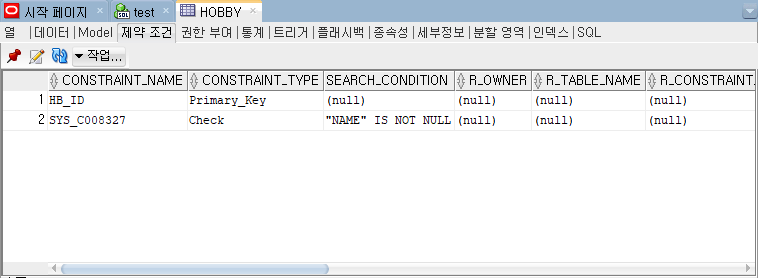 시작 페이지 test HOBBY
열 데이터 Model 제약 조건 권한 부여 통계 트리거 플래시백 종속성 세부정보 분할 영역 인덱스 SQL
작업...
CONSTRAINT_NAME CONSTRAINT_TYPE SEARCH_CONDITION R_OWNER R_TABLE_NAME R_CONSTRAINT_
1 HB_ID Primary_Key (null) (null) (null) (null)
2 SYS_C008327 Check "NAME" IS NOT NULL (null) (null) (null)